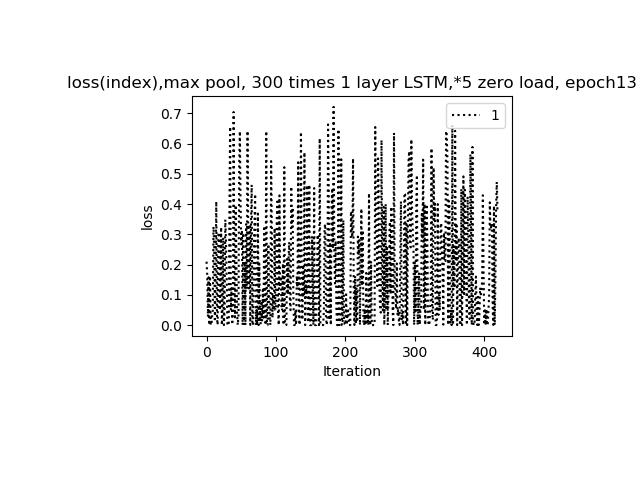 loss(index),max pool, 300 times 1 layer LSTM,*5 zero load, epoch13
0.7
0.6
0.5
0.4
0.3
0.2
0.1
0.0
loss
1
0 100 200 300 400
Iteration